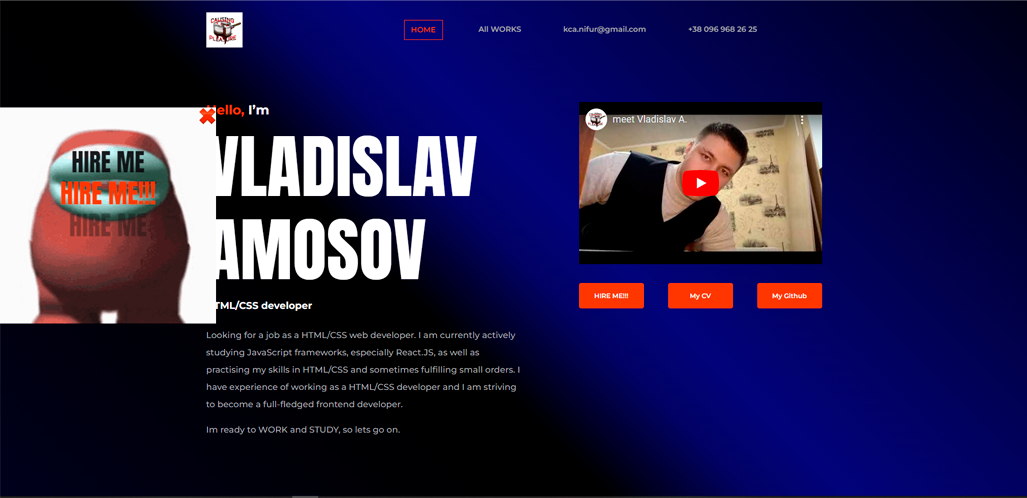 CAUSING
PLEASURE
HOME
All WORKS
kca.nifur@gmail.com
+38 096 968 26 25
ello, I'm
VLADISLAV
AMOSOV
HTML/CSS developer
Looking for a job as a HTML/CSS web developer. I am currently actively
studying JavaScript frameworks, especially React.JS, as well as
practising my skills in HTML/CSS and sometimes fulfilling small orders. I
have experience of working as a HTML/CSS developer and I am striving
to become a full-fledged frontend developer.
Im ready to WORK and STUDY, so lets go on.
HIRE ME
HIRE ME!!!
HIRE ME
meet Vladislav A.
HIRE ME!!!
My CV
My Github